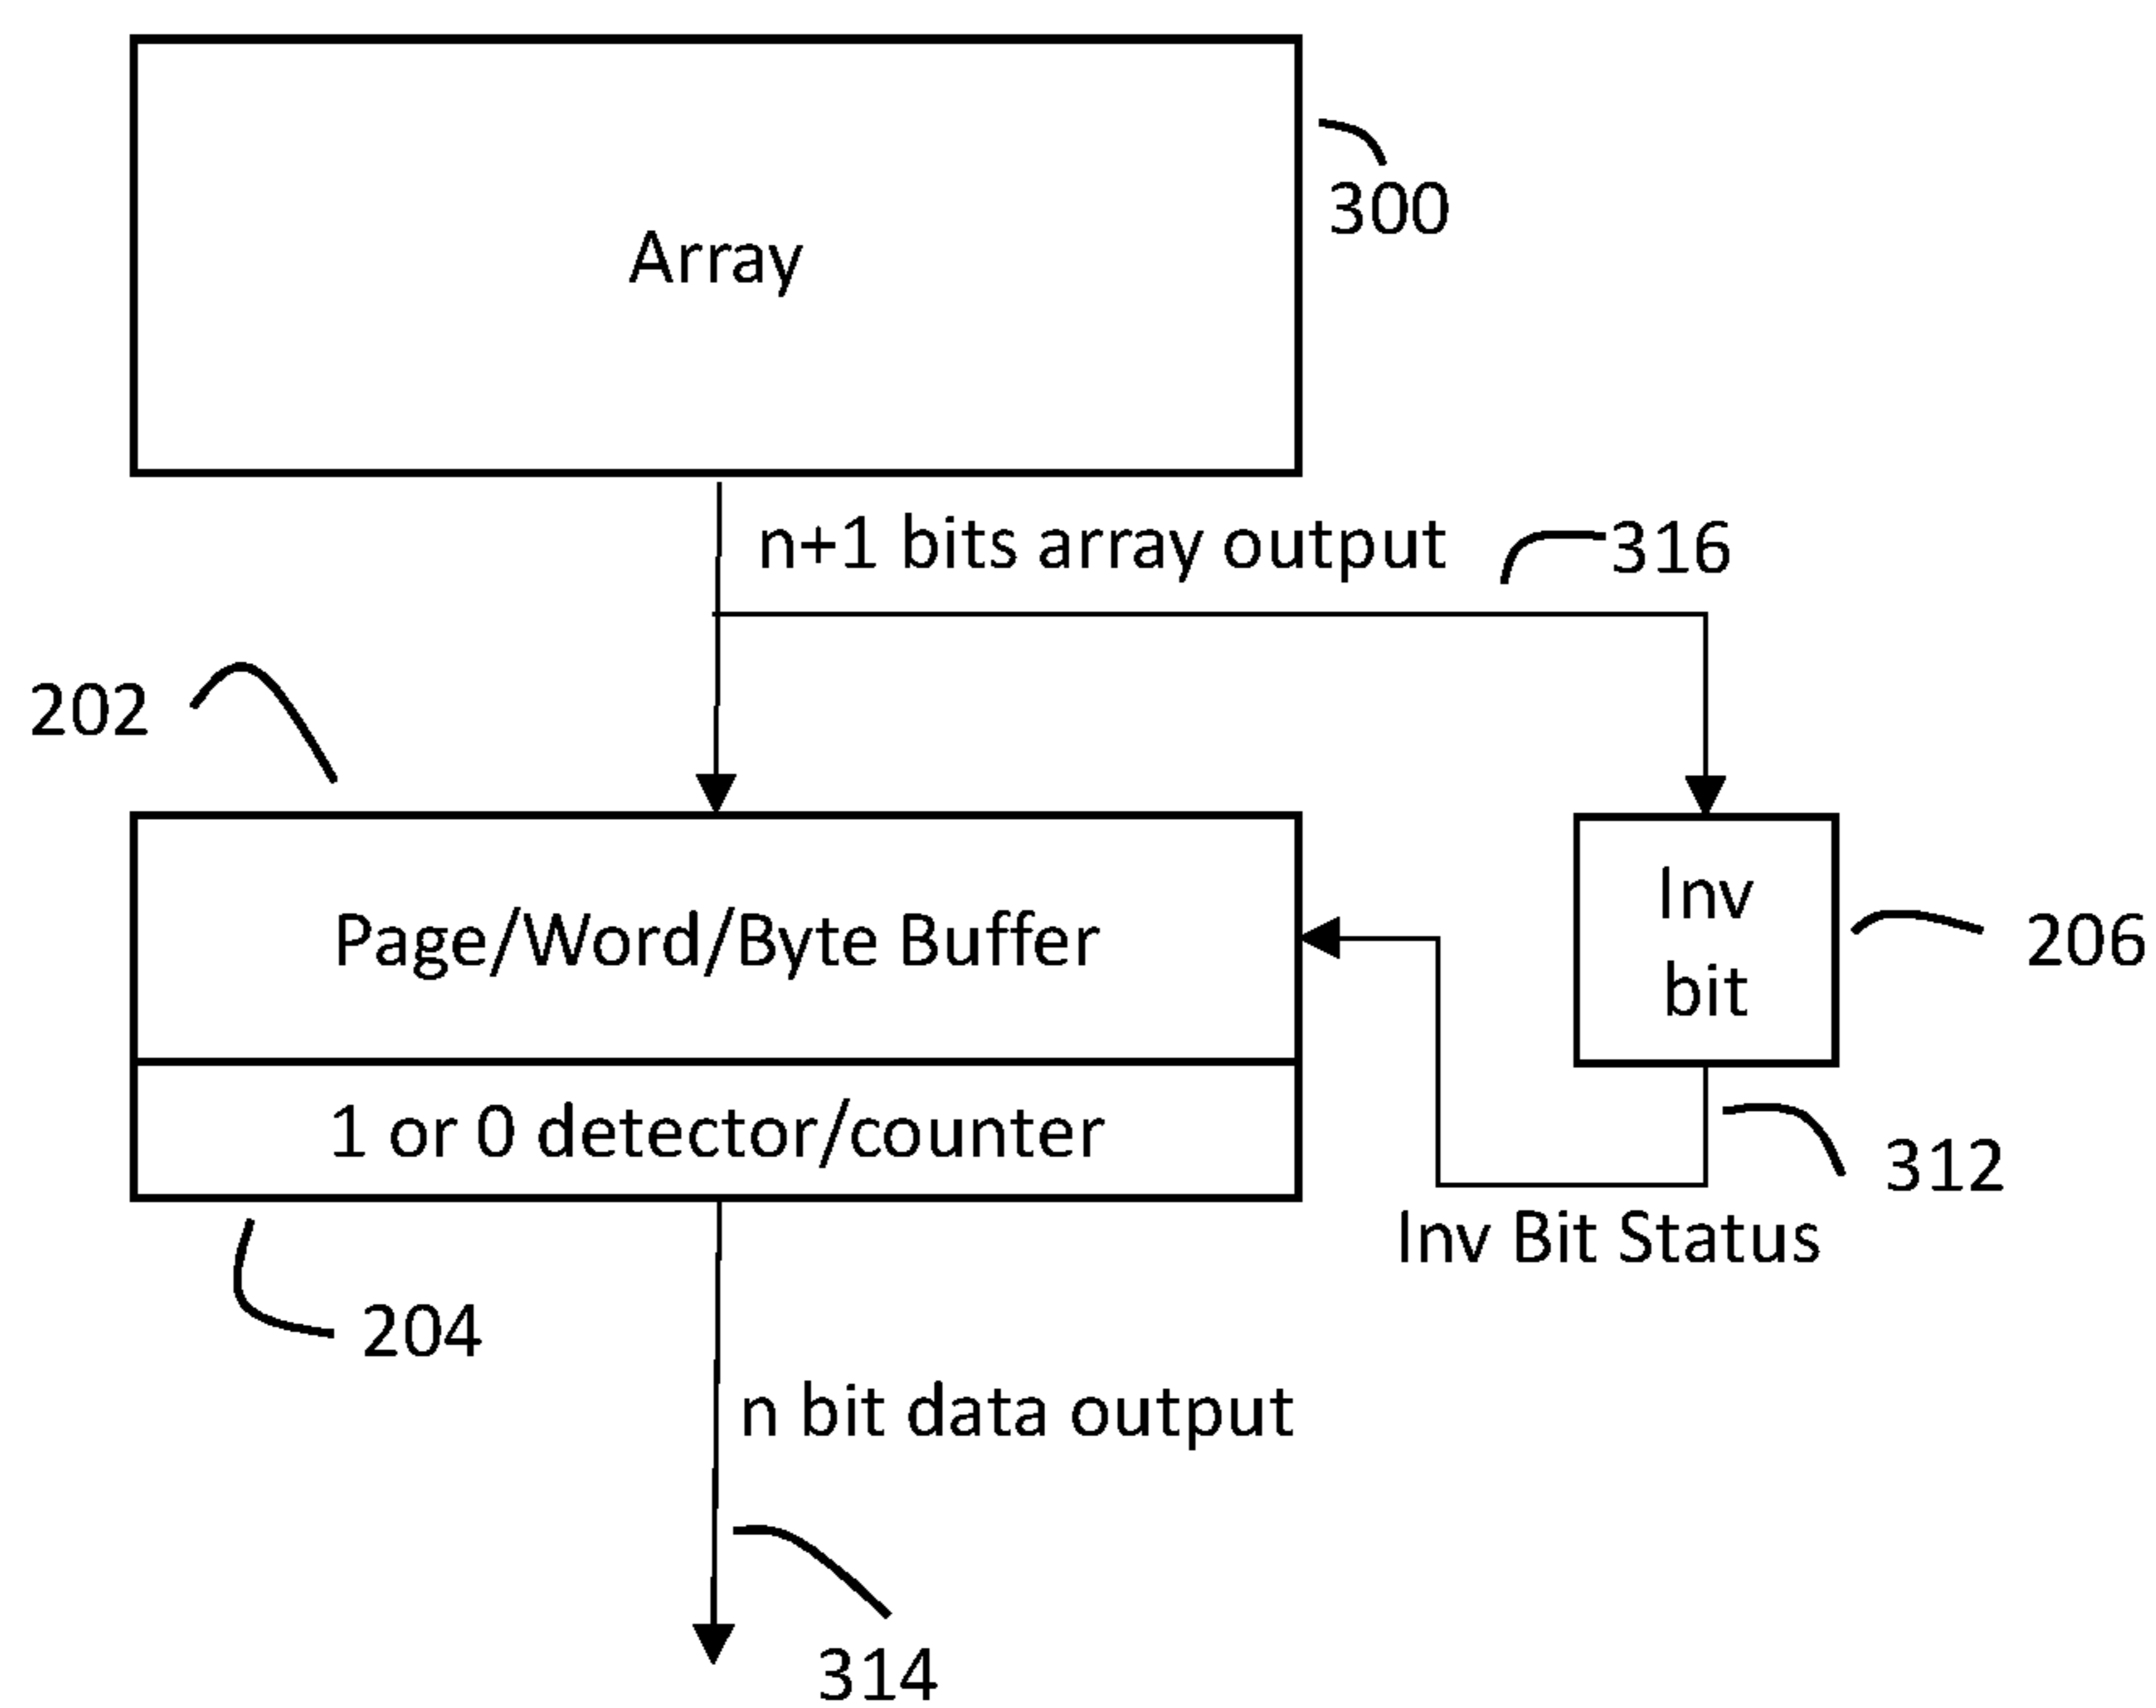 Array
300
n+1 bits array output
316
202
Page/Word/Byte Buffer
Inv
bit
206
1 or 0 detector/counter
312
Inv Bit Status
204
n bit data output
314